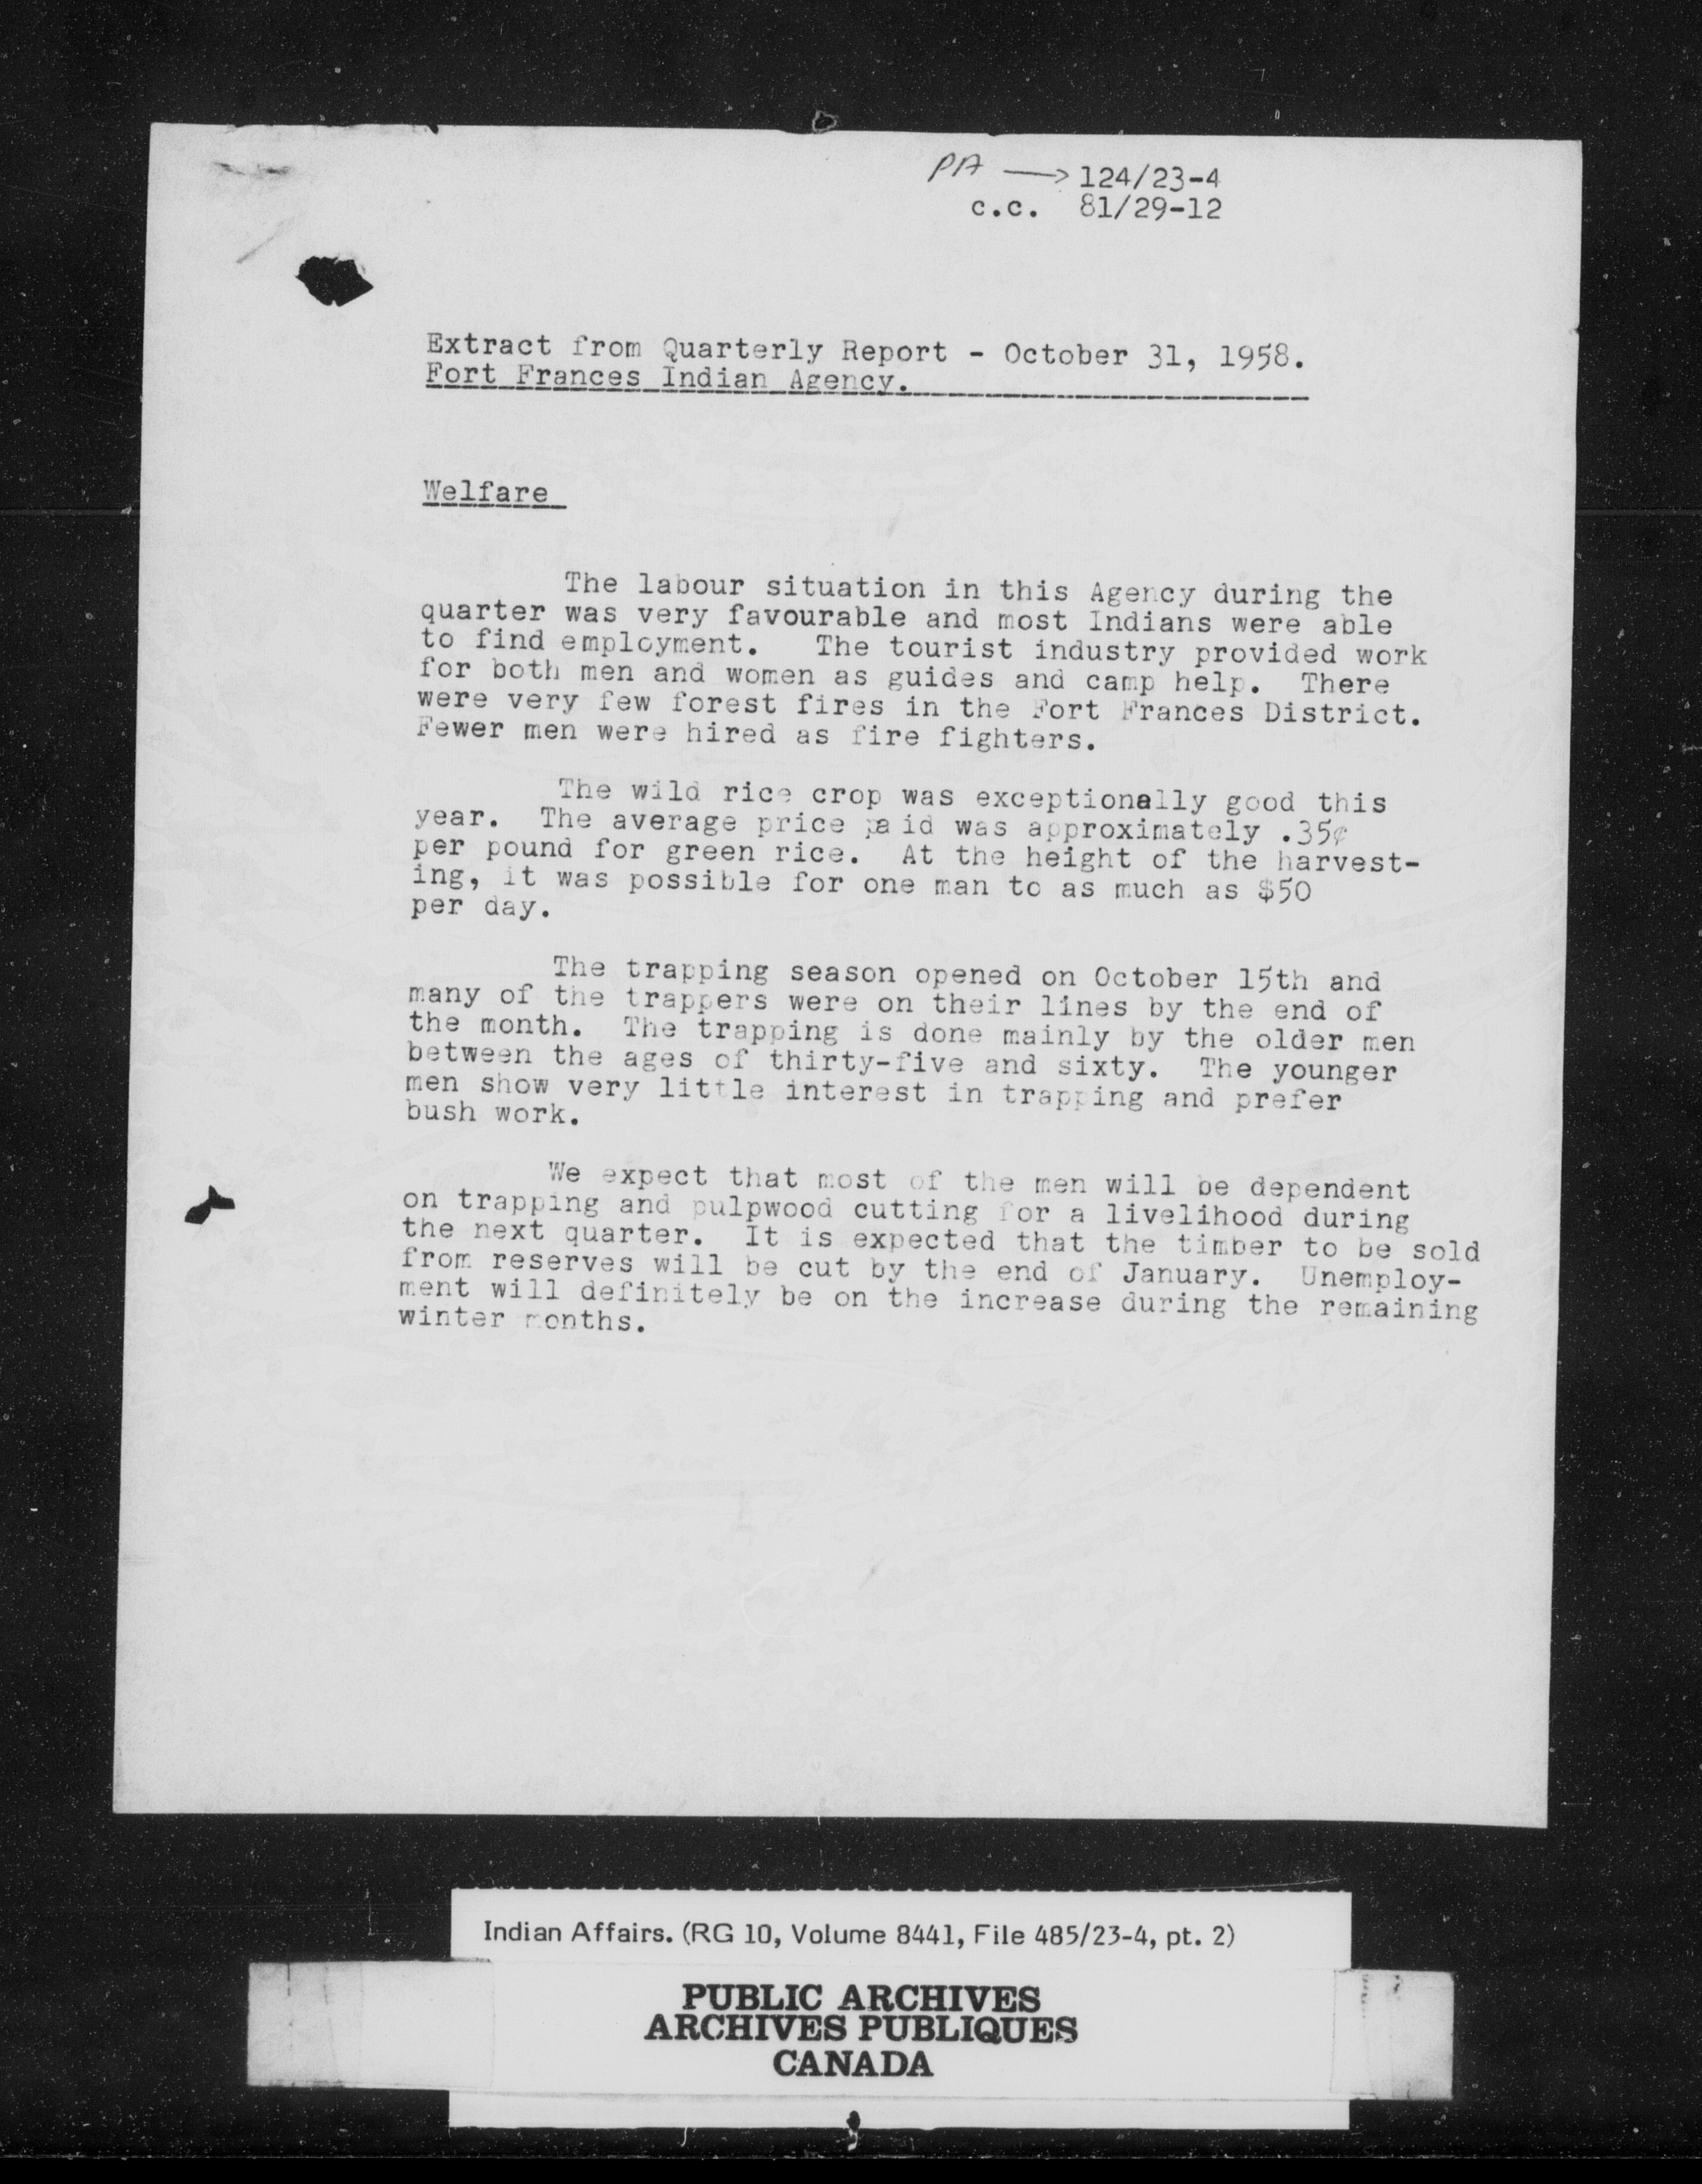 PA → 124/23-4
c.c. 81/29-12
Extract from Quarterly Report - October 31, 1958.
Fort Frances Indian Agency.
Welfare
The labour situation in this Agency during the
quarter was very favourable and most Indians were able
to find employment. The tourist industry provided work
for both men and women as guides and camp help. There
were very few forest fires in the Fort Frances District.
Fewer men were hired as fire fighters.
The wild rice crop was exceptionally good this
year. The average price paid was approximately .35¢
per pound for green rice. At the height of the harvest-
ing, it was possible for one man to as much as $50
per day.
The trapping season opened on October 15th and
many of the trappers were on their lines by the end of
the month. The trapping is done mainly by the older men
between the ages of thirty-five and sixty. The younger
men show very little interest in trapping and prefer
bush work.
We expect that most of the men will be dependent
on trapping and pulpwood cutting for a livelihood during
the next quarter. It is expected that the timber to be sold
from reserves will be cut by the end of January. Unemploy-
ment will definitely be on the increase during the remaining
winter months.
Indian Affairs. (RG 10, Volume 8441, File 485/23-4, pt. 2)
PUBLIC ARCHIVES
ARCHIVES PUBLIQUES
CANADA